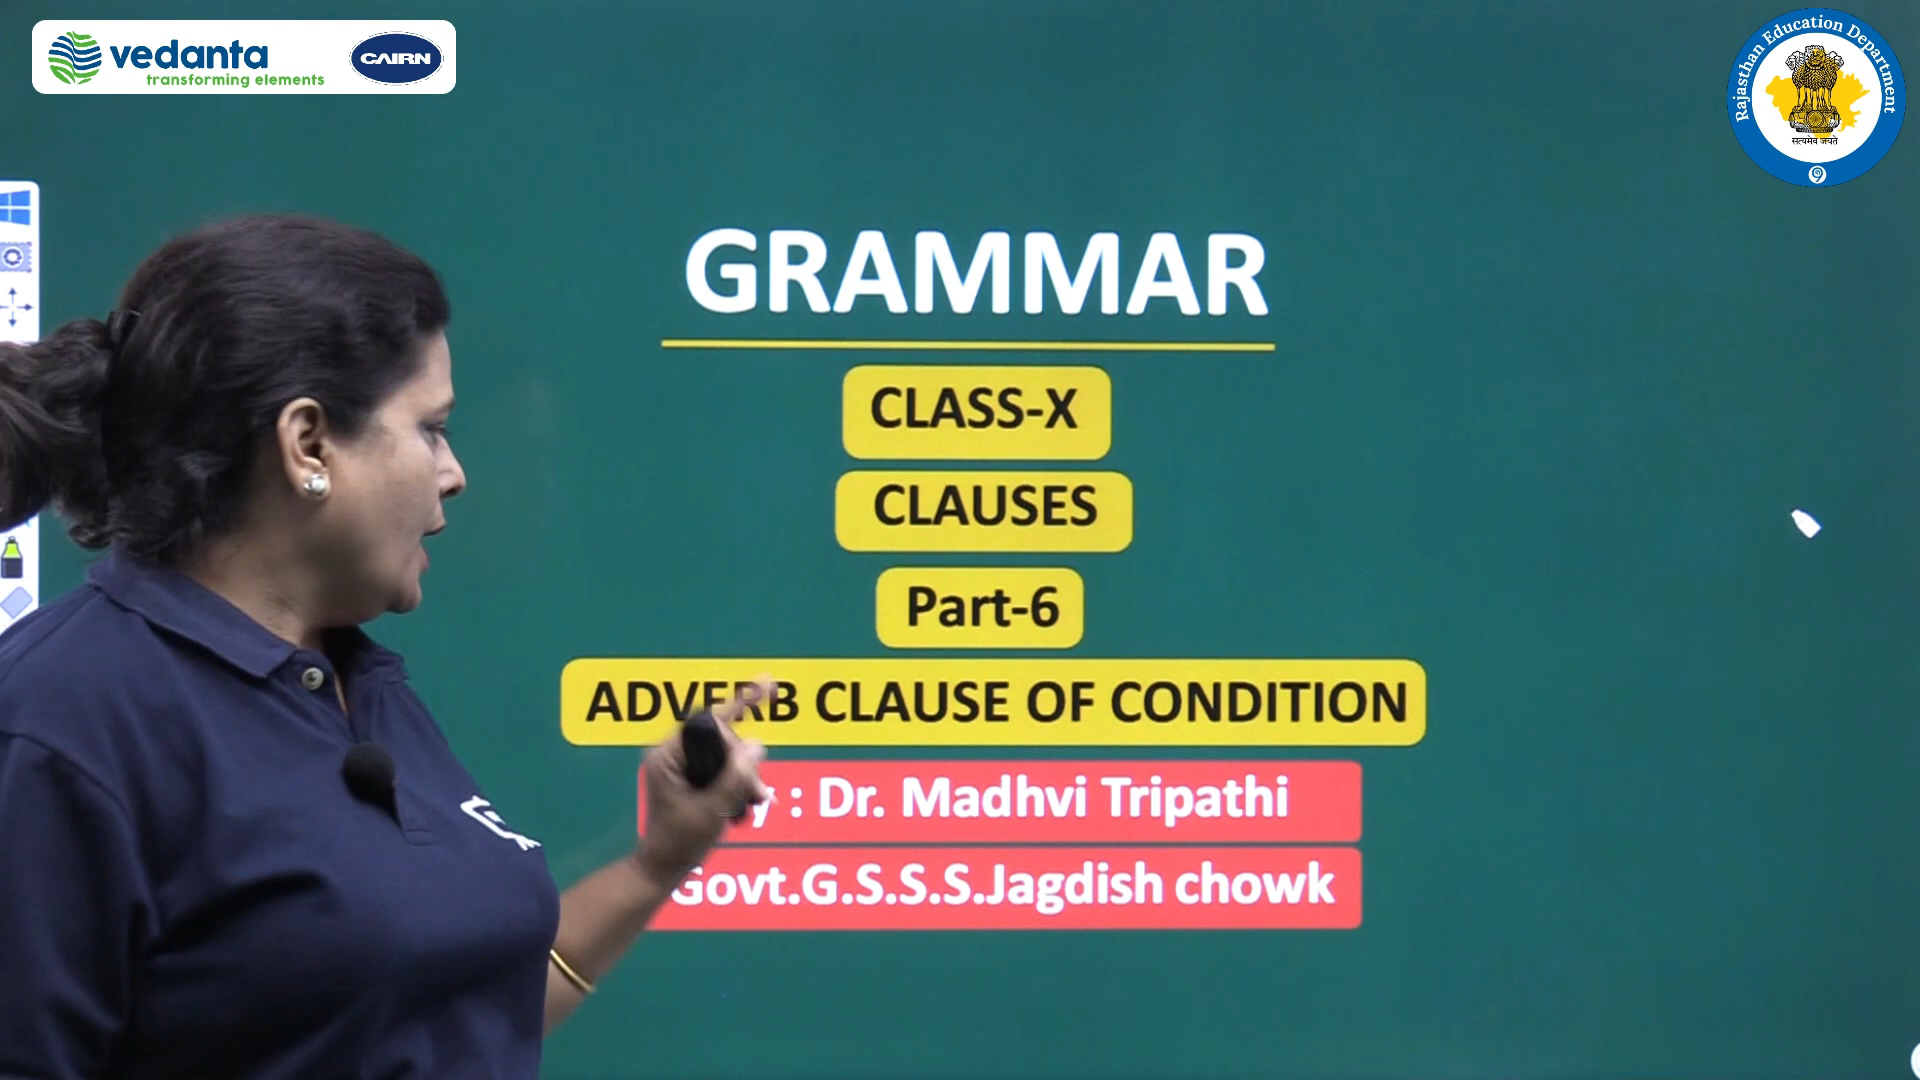 vedanta
transforming elements
CAIRN
Rajasthan Education Department
सत्यमेव जयते
GRAMMAR
CLASS-X
CLAUSES
Part-6
ADVERB CLAUSE OF CONDITION
: Dr. Madhvi Tripathi
Govt.G.S.S.S.Jagdish chowk